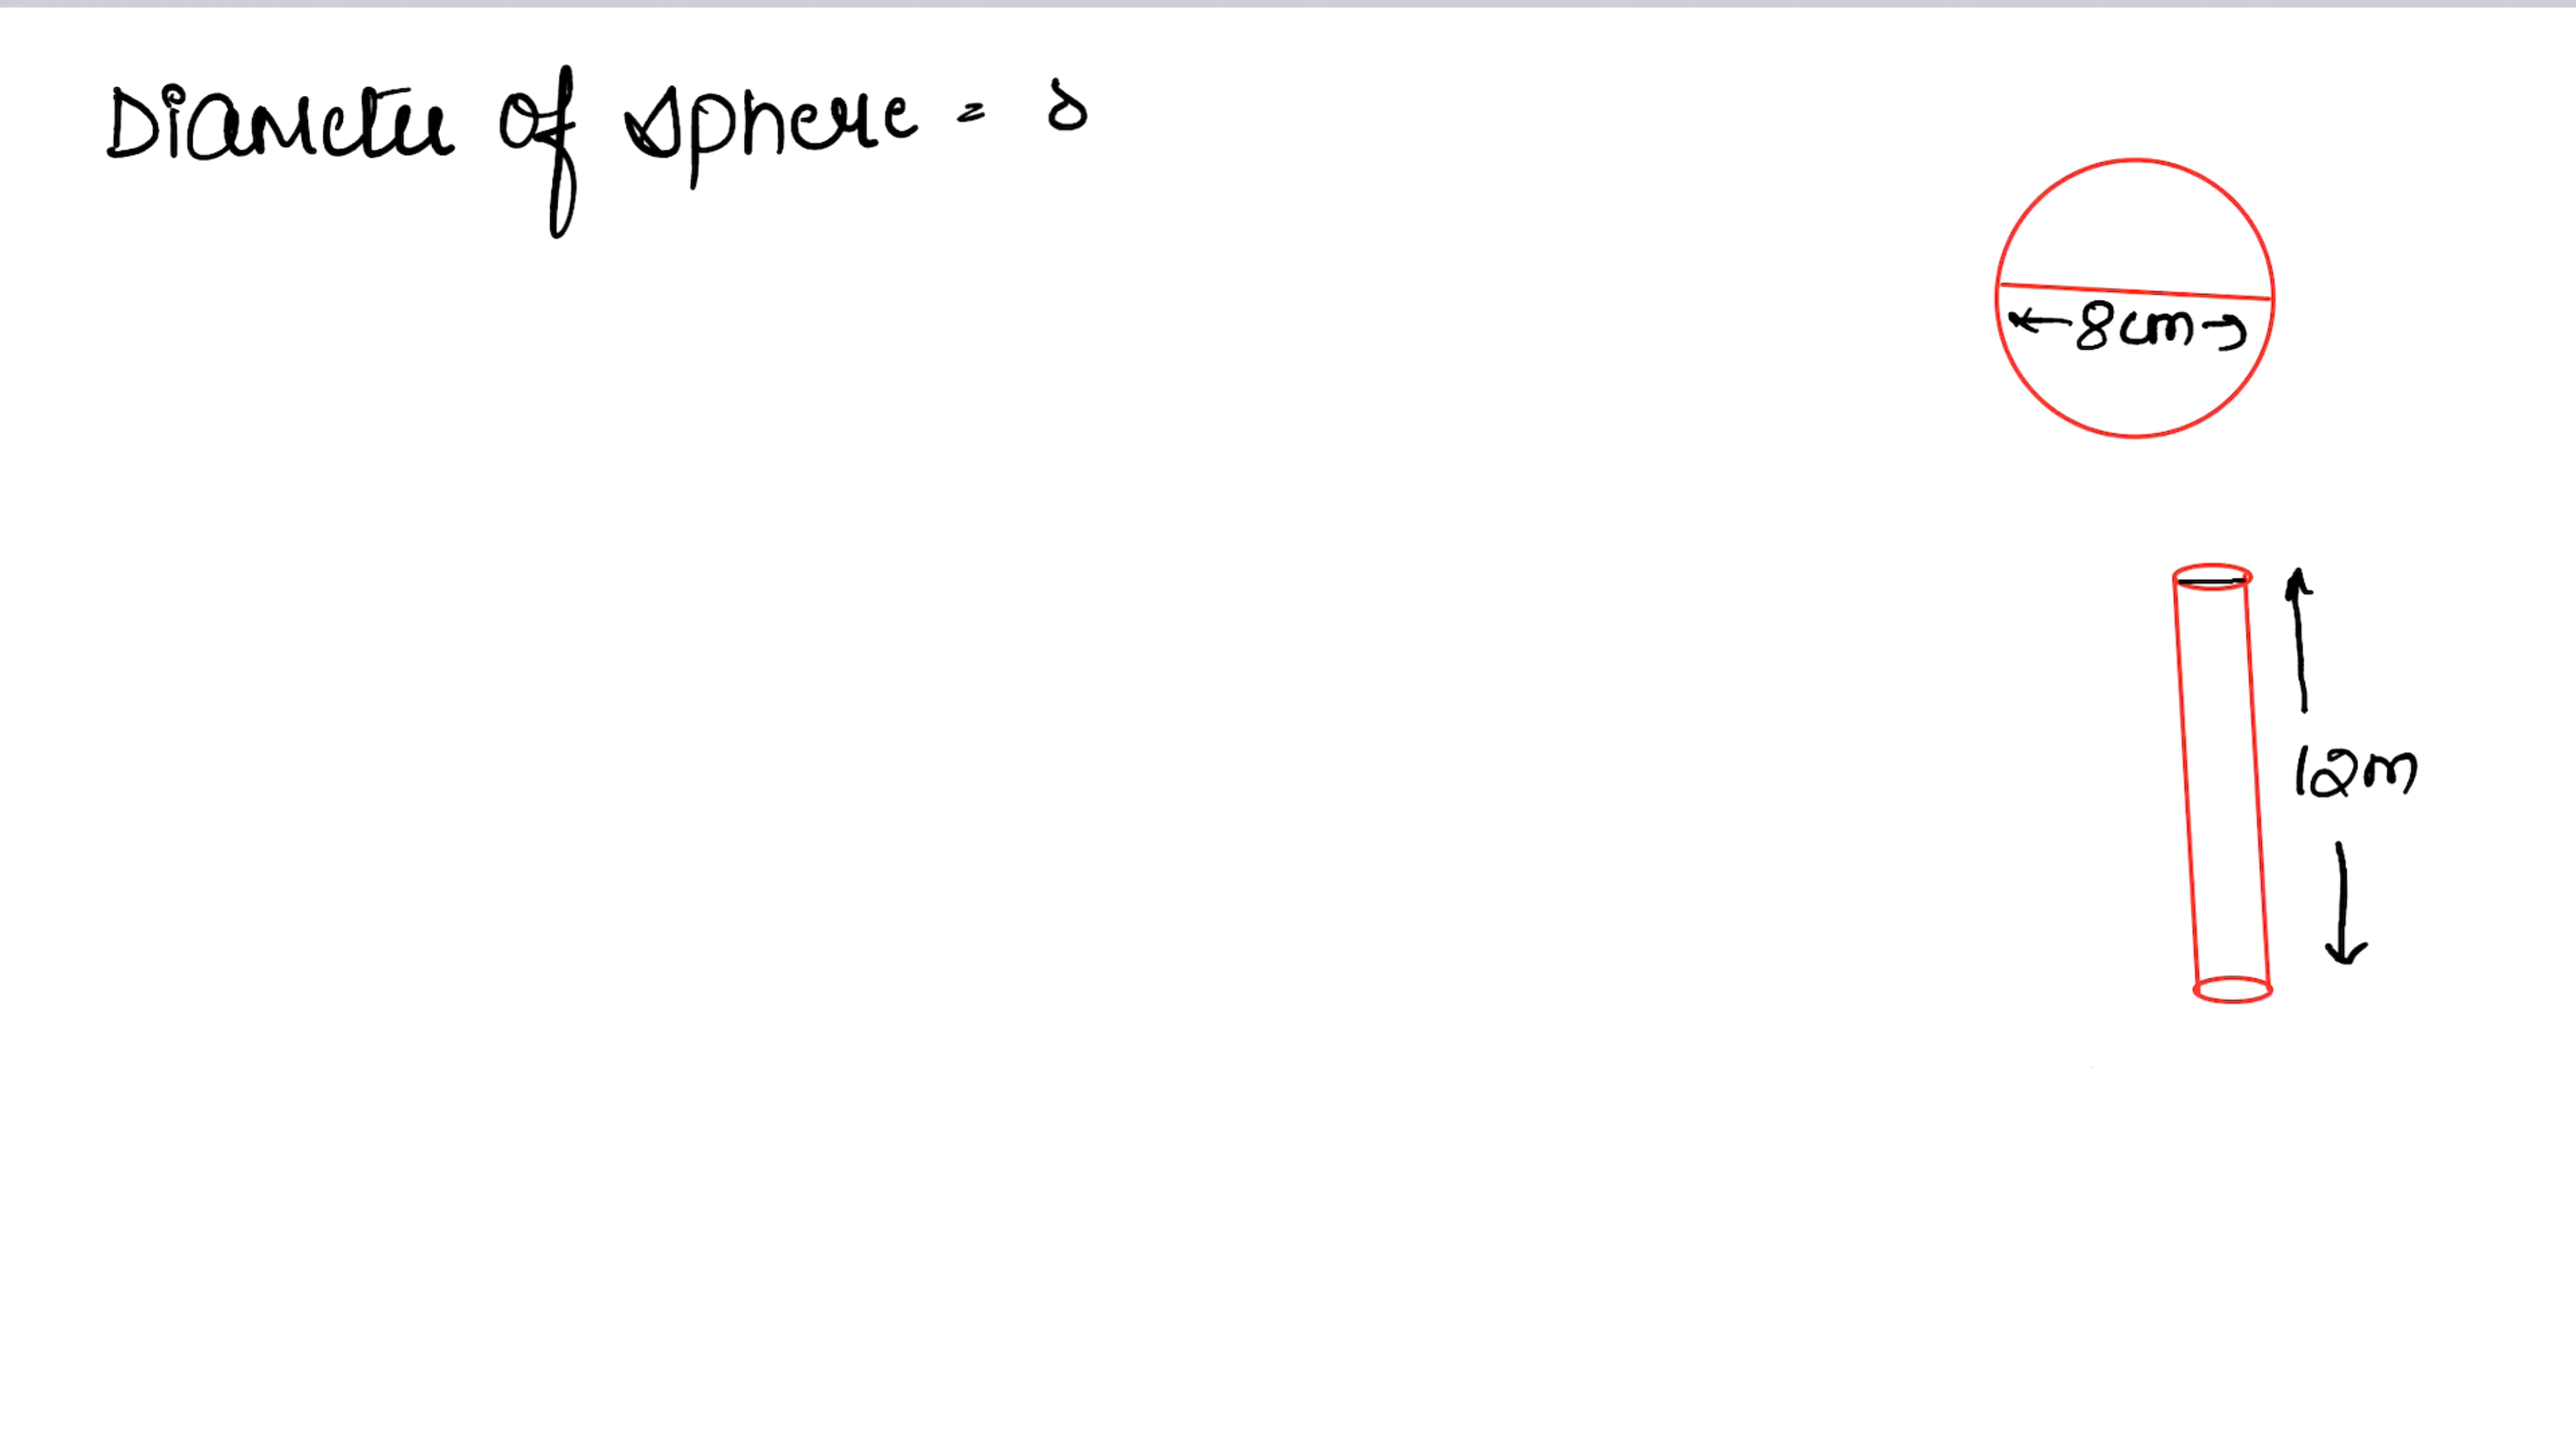 Diameter of sphere = 8
←8cm→
12m